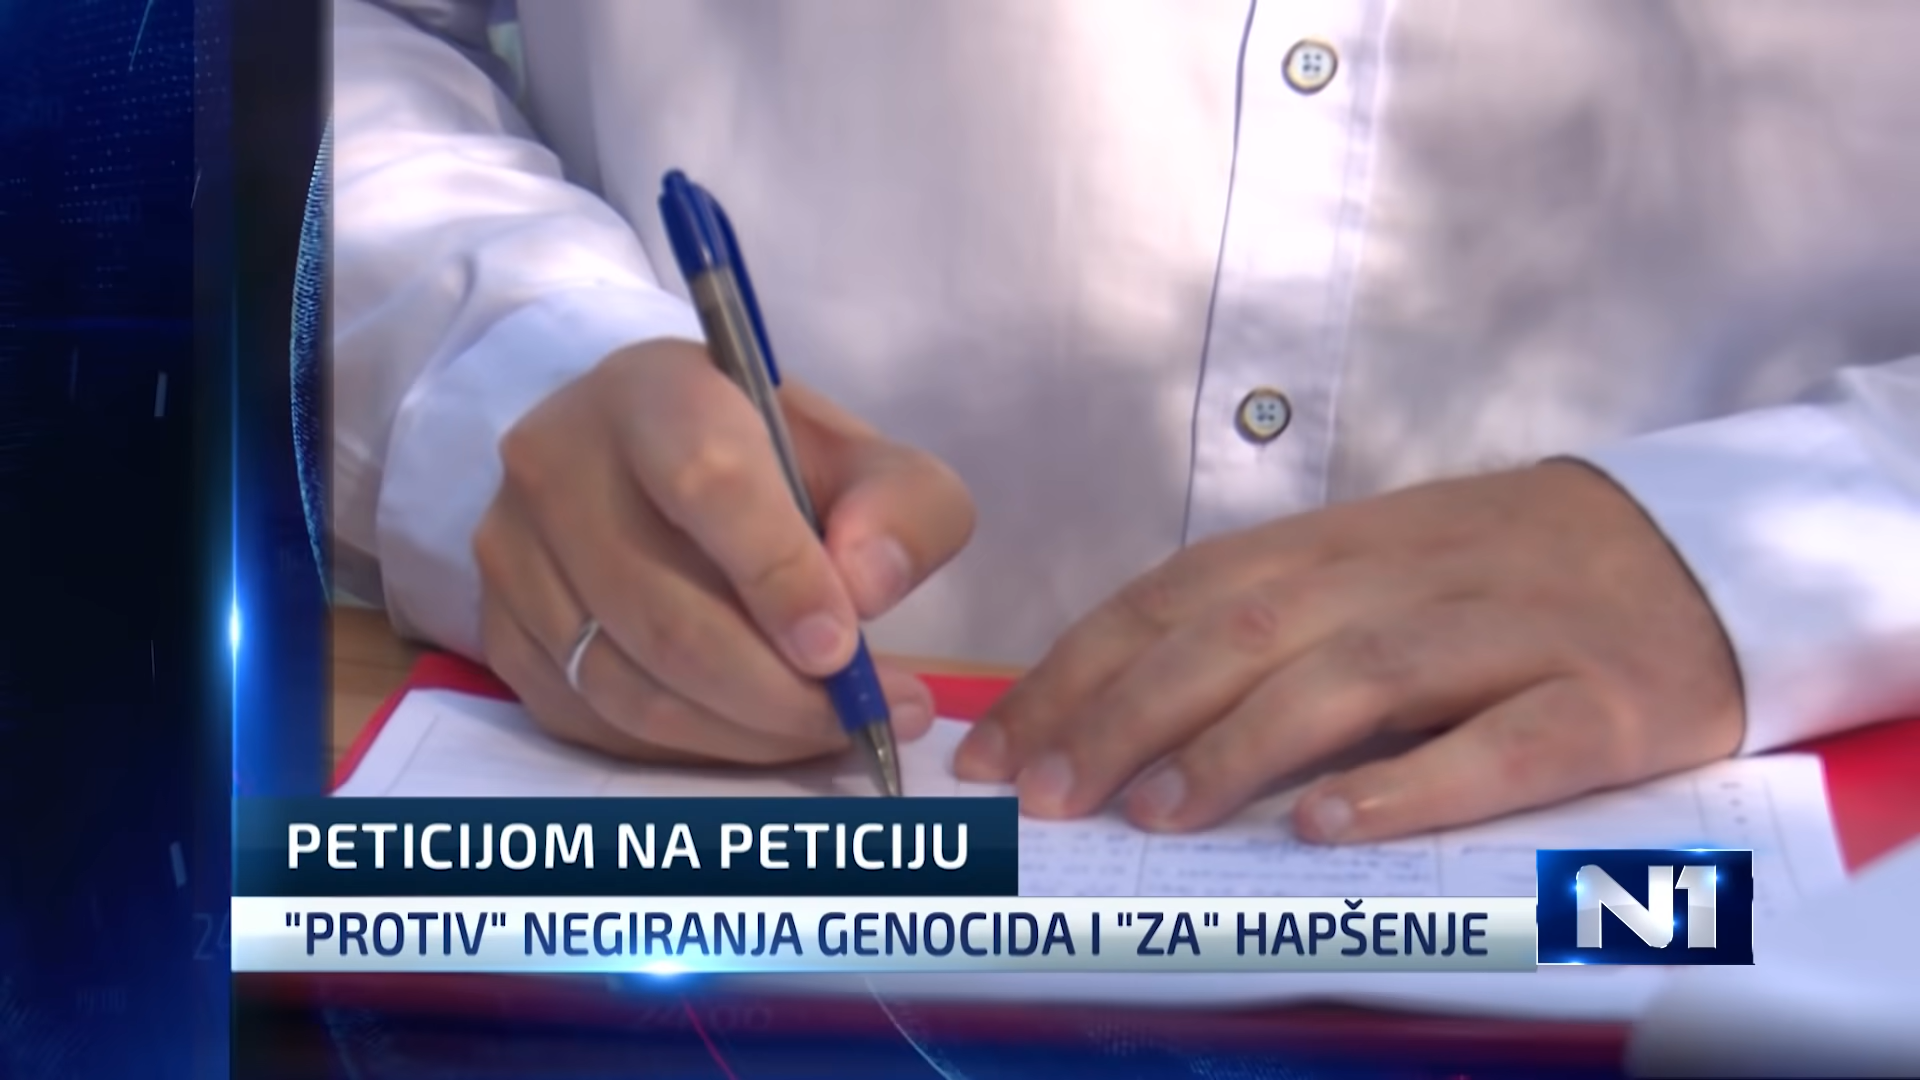 PETICIJOM NA PETICIJU
"PROTIV" NEGIRANJA GENOCIDA I "ZA" HAPŠENJE
N1